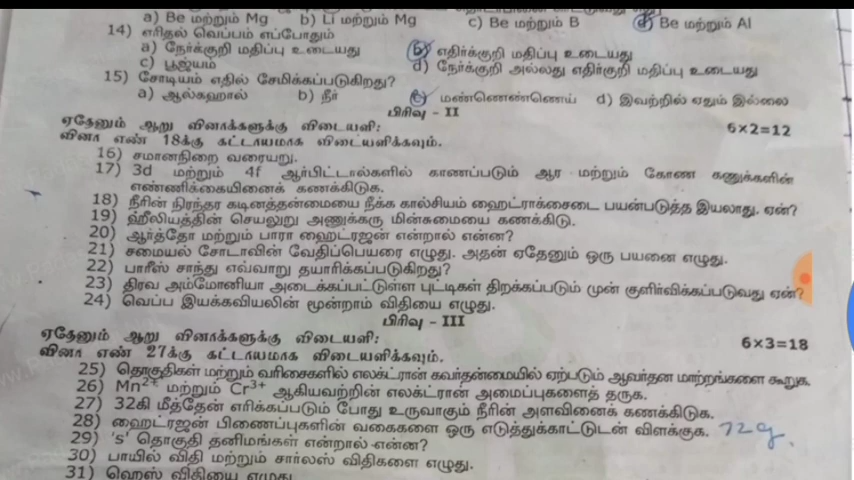 a) Be மற்றும் Mg b) Li மற்றும் Mg c) Be மற்றும் B d) Be மற்றும் Al
14) எரிதல் வெப்பம் எப்போதும்
a) நேர்க்குறி மதிப்பு உடையது b) எதிர்க்குறி மதிப்பு உடையது
c) பூஜ்யம் d) நேர்க்குறி அல்லது எதிர்குறி மதிப்பு உடையது
15) சோடியம் எதில் சேமிக்கப்படுகிறது?
a) ஆல்கஹால் b) நீர் c) மண்ணெண்ணெய் d) இவற்றில் ஏதும் இல்லை
பிரிவு - II
ஏதேனும் ஆறு வினாக்களுக்கு விடையளி: 6×2=12
வினா எண் 18க்கு கட்டாயமாக விடையளிக்கவும்.
16) சமானநிறை வரையறு.
17) 3d மற்றும் 4f ஆர்பிட்டால்களில் காணப்படும் ஆர மற்றும் கோண கணுக்களின்
எண்ணிக்கையினைக் கணக்கிடுக.
18) நீரின் நிரந்தர கடினத்தன்மையை நீக்க கால்சியம் ஹைட்ராக்சைடை பயன்படுத்த இயலாது. ஏன்?
19) ஹீலியத்தின் செயலுறு அணுக்கரு மின்சுமையை கணக்கிடு.
20) ஆர்த்தோ மற்றும் பாரா ஹைட்ரஜன் என்றால் என்ன?
21) சமையல் சோடாவின் வேதிப்பெயரை எழுது. அதன் ஏதேனும் ஒரு பயனை எழுது.
22) பாரீஸ் சாந்து எவ்வாறு தயாரிக்கப்படுகிறது?
23) திரவ அம்மோனியா அடைக்கப்பட்டுள்ள புட்டிகள் திறக்கப்படும் முன் குளிர்விக்கப்படுவது ஏன்?
24) வெப்ப இயக்கவியலின் மூன்றாம் விதியை எழுது.
பிரிவு - III
ஏதேனும் ஆறு வினாக்களுக்கு விடையளி: 6×3=18
வினா எண் 27க்கு கட்டாயமாக விடையளிக்கவும்.
25) தொகுதிகள் மற்றும் வரிசைகளில் எலக்ட்ரான் கவர்தன்மையில் ஏற்படும் ஆவர்தன மாற்றங்களை கூறுக.
26) Mn²⁺ மற்றும் Cr³⁺ ஆகியவற்றின் எலக்ட்ரான் அமைப்புகளைத் தருக.
27) 32கி மீத்தேன் எரிக்கப்படும் போது உருவாகும் நீரின் அளவினைக் கணக்கிடுக.
28) ஹைட்ரஜன் பிணைப்புகளின் வகைகளை ஒரு எடுத்துக்காட்டுடன் விளக்குக. 72g.
29) 's' தொகுதி தனிமங்கள் என்றால் என்ன?
30) பாயில் விதி மற்றும் சார்லஸ் விதிகளை எழுது.
31) ஹெஸ் விதியை எழுது.